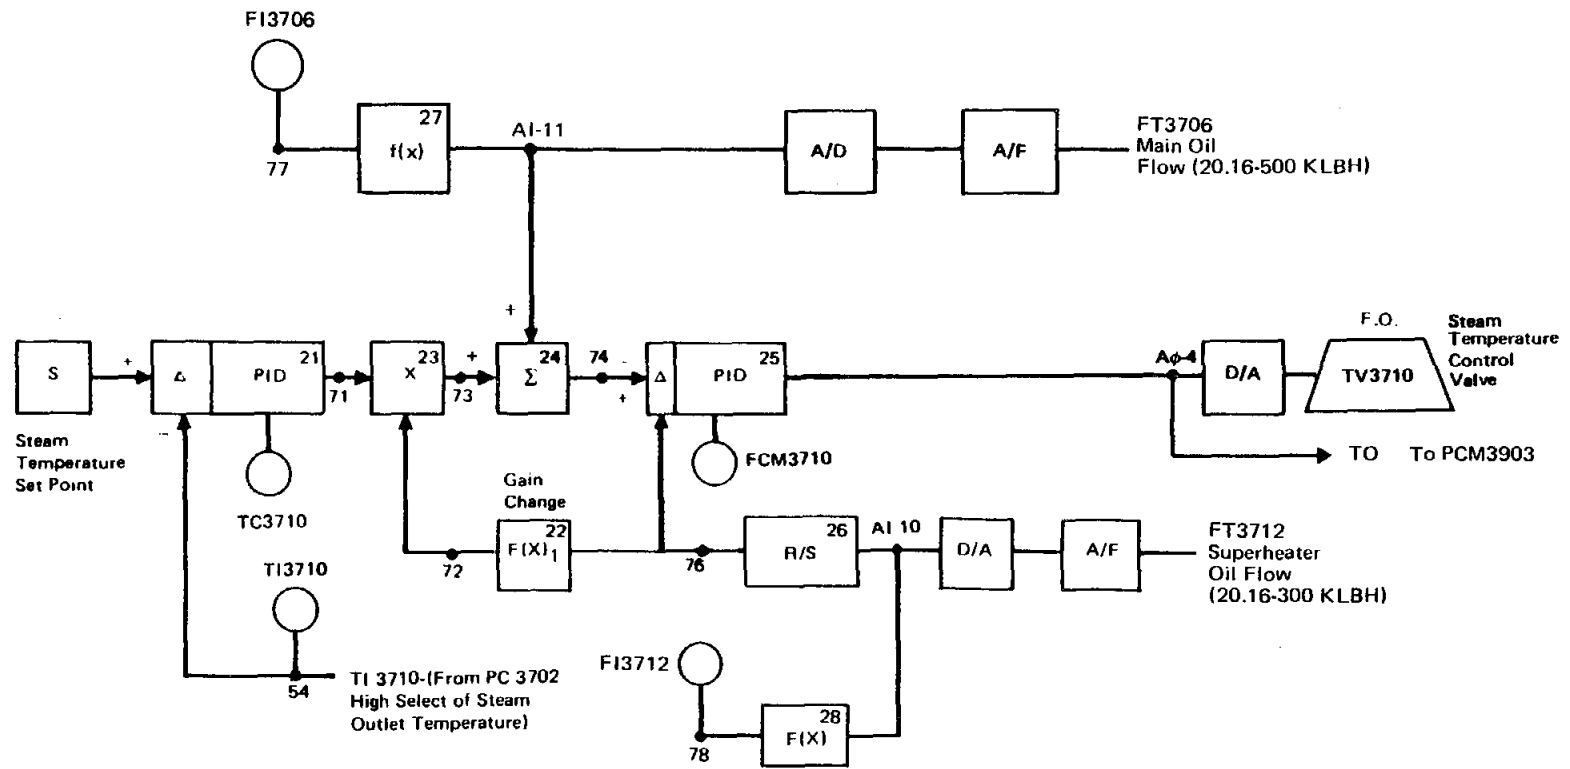 FI3706
27
f(x)
77
AI-11
A/D
A/F
FT3706
Main Oil
Flow (20.16-500 KLBH)
+
S
+
Δ
PID
21
71
X
23
+
73
Σ
24
74
-
+
Δ
PID
25
Aϕ-4
D/A
F.O.
TV3710
Steam
Temperature
Control
Valve
Steam
Temperature
Set Point
-
TC3710
FCM3710
TO To PCM3903
Gain
Change
22
F(X)1
72
76
26
R/S
AI 10
D/A
A/F
FT3712
Superheater
Oil Flow
(20.16-300 KLBH)
TI3710
54
TI 3710-(From PC 3702
High Select of Steam
Outlet Temperature)
FI3712
78
28
F(X)